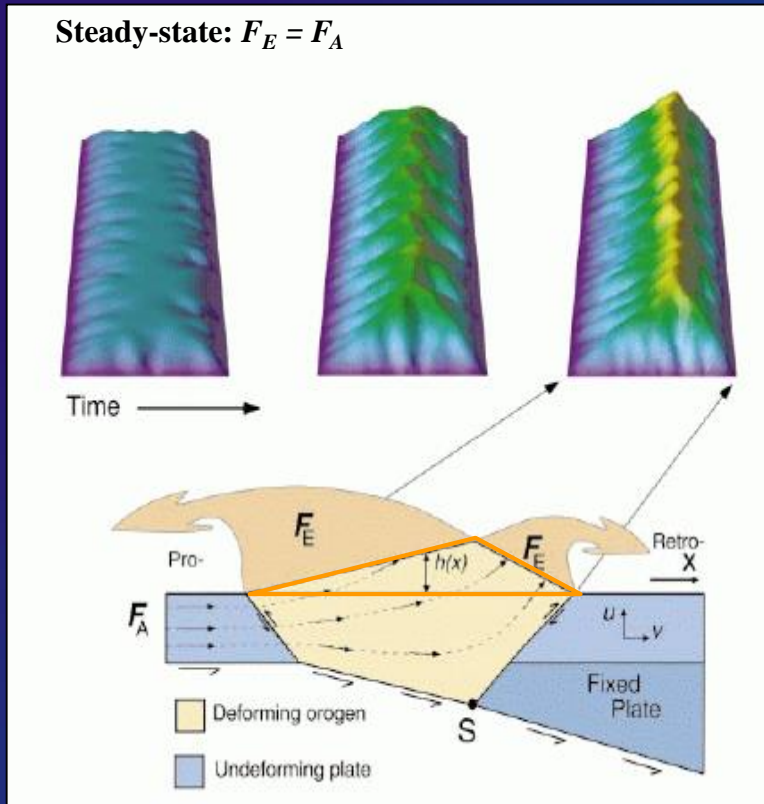 Steady-state: F_E = F_A
Time
F_E
Pro-
h(x)
F_E
Retro-
X
F_A
u
v
Fixed
Plate
S
Deforming orogen
Undeforming plate